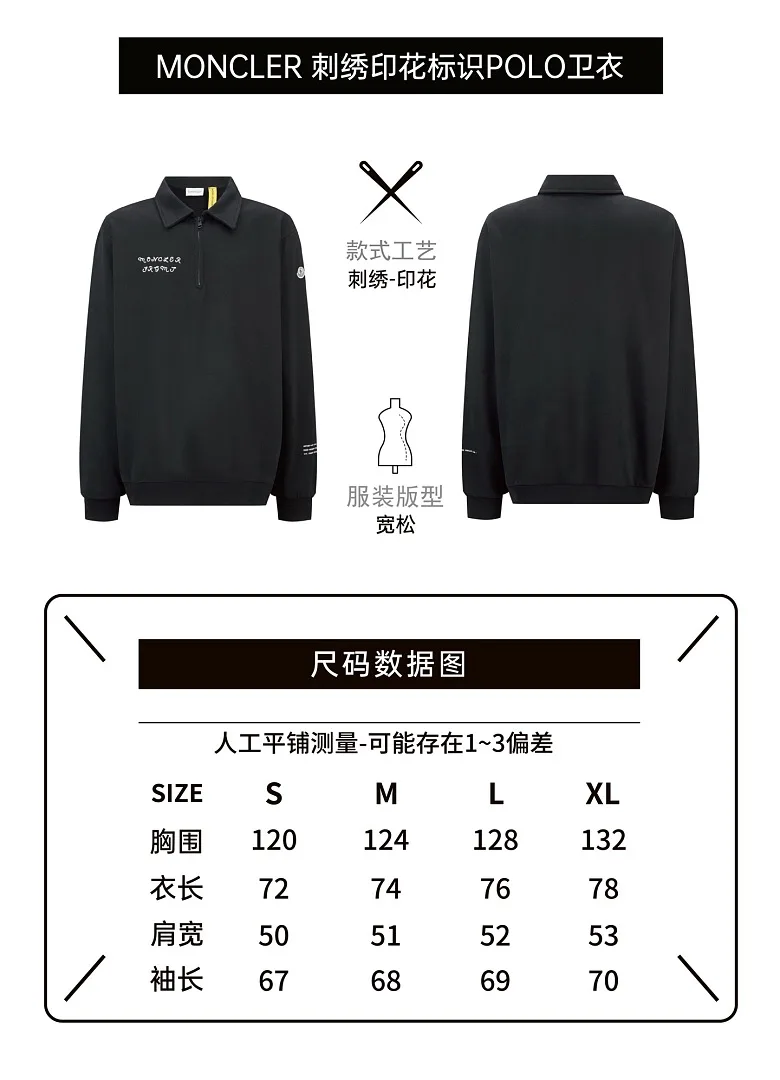 MONCLER 刺绣印花标识POLO卫衣
MONCLER
款式工艺
刺绣-印花
服装版型
宽松
尺码数据图
人工平铺测量-可能存在1~3偏差
SIZE S M L XL
胸围 120 124 128 132
衣长 72 74 76 78
肩宽 50 51 52 53
袖长 67 68 69 70